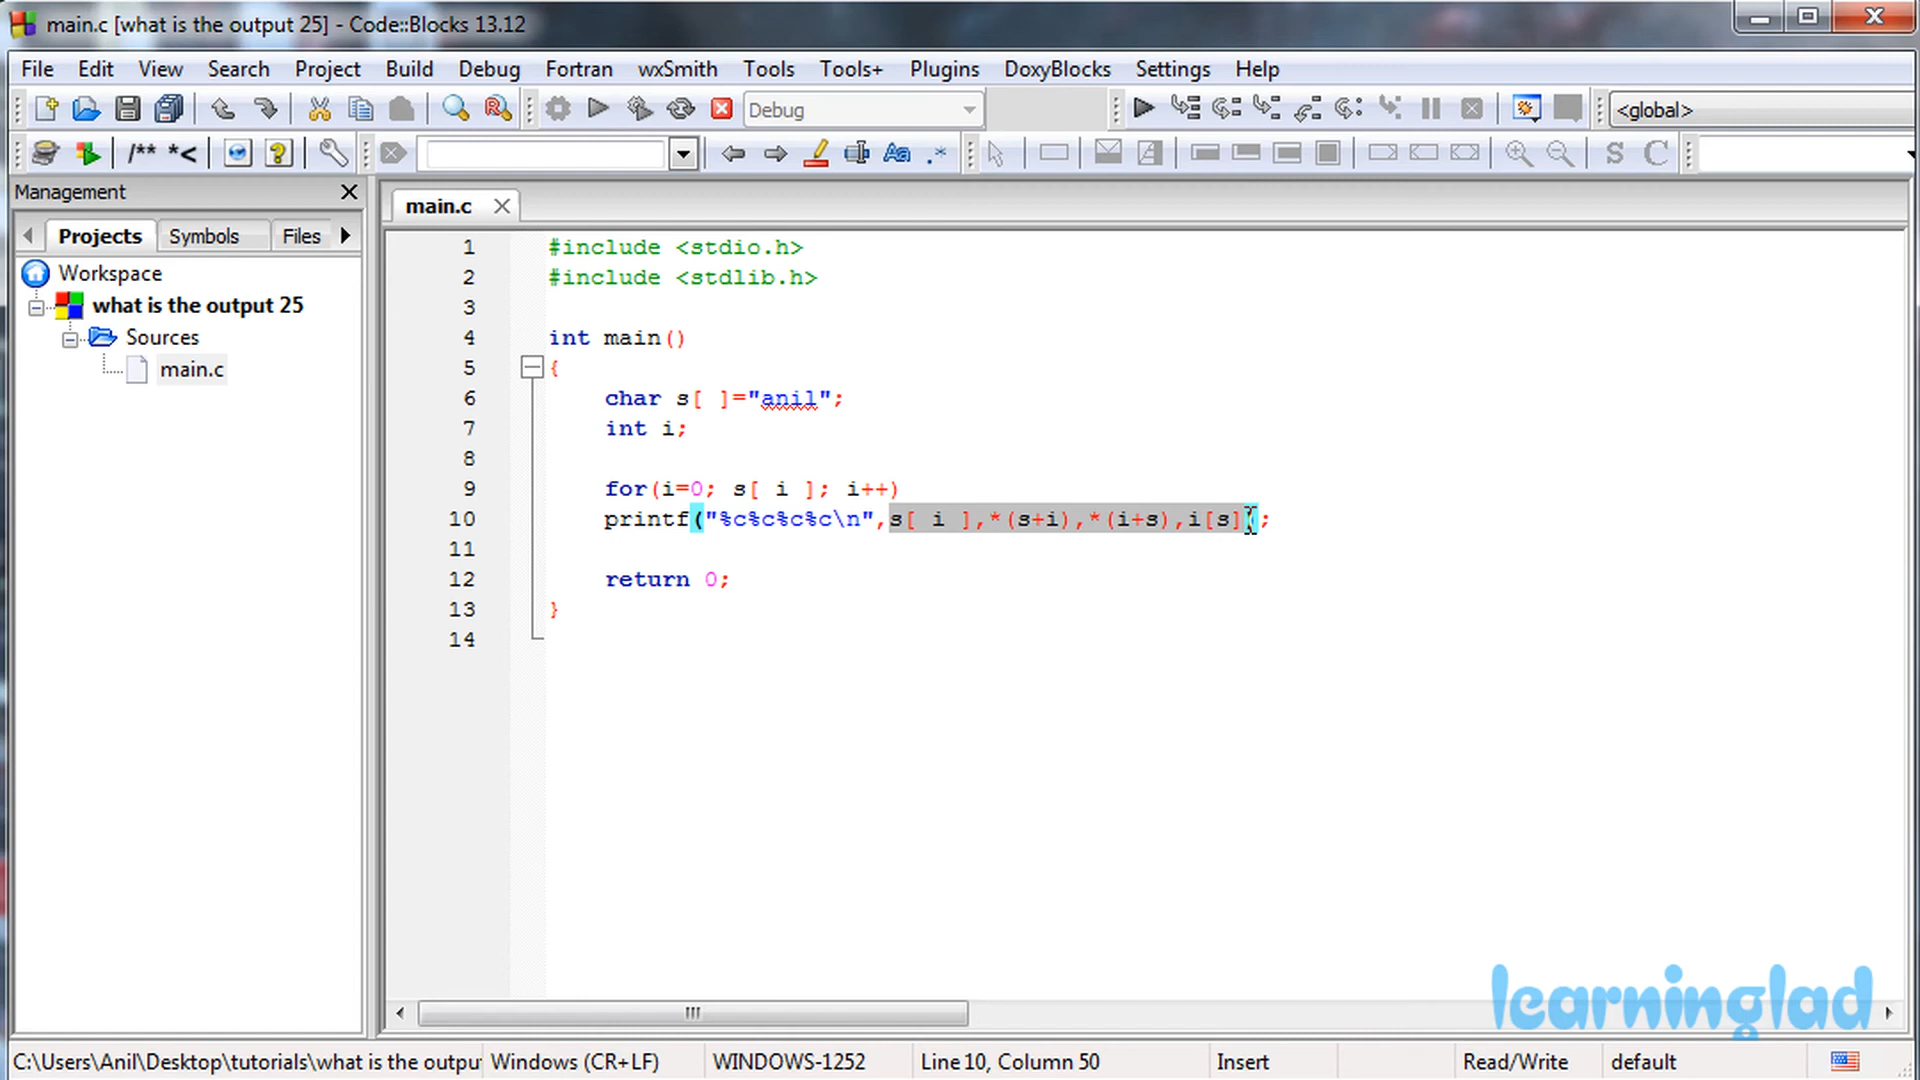 main.c [what is the output 25] - Code::Blocks 13.12
File Edit View Search Project Build Debug Fortran wxSmith Tools Tools+ Plugins DoxyBlocks Settings Help
Debug <global>
/** *< Aa .* S C
Management
Projects Symbols Files main.c
Workspace
what is the output 25
Sources
main.c
1 #include <stdio.h>
2 #include <stdlib.h>
3
4 int main()
5 {
6 char s[ ]="anil";
7 int i;
8
9 for(i=0; s[ i ]; i++)
10 printf("%c%c%c%c\n",s[ i ],*(s+i),*(i+s),i[s]);
11
12 return 0;
13 }
14
learninglad
C:\Users\Anil\Desktop\tutorials\what is the outpu Windows (CR+LF) WINDOWS-1252 Line 10, Column 50 Insert Read/Write default